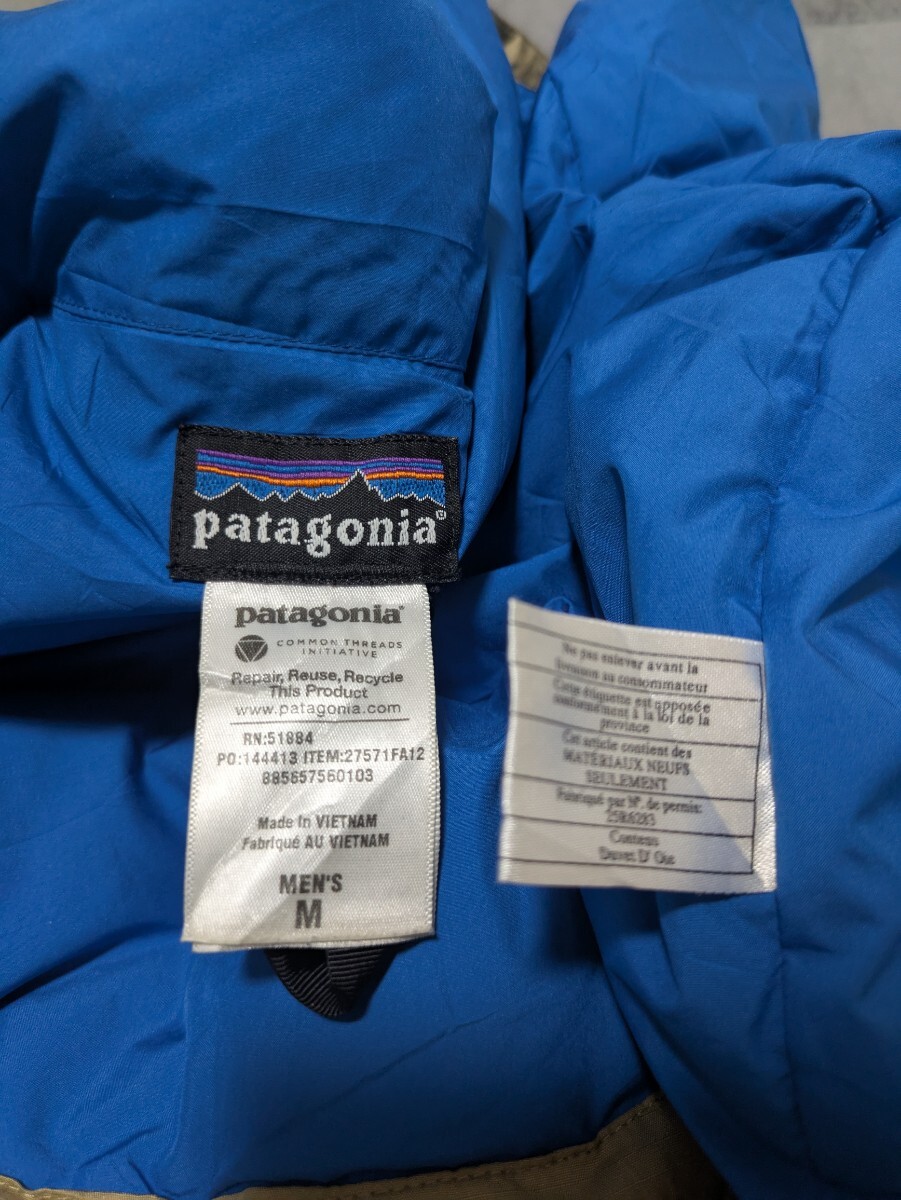 patagonia®
patagonia®
COMMON THREADS
INITIATIVE
Repair, Reuse, Recycle
This Product
www.patagonia.com
RN:51884
PO:144413 ITEM:27571FA12
885657560103
Made in VIETNAM
Fabriqué AU VIETNAM
MEN'S
M
Ne pas enlever avant la
livraison au consommateur
Cette étiquette est apposée
conformément à la loi de la
province
Cet article contient des
MATÉRIAUX NEUFS
SEULEMENT
Fabriqué par Nº. de permis:
Contenu
Duvet D' Oie